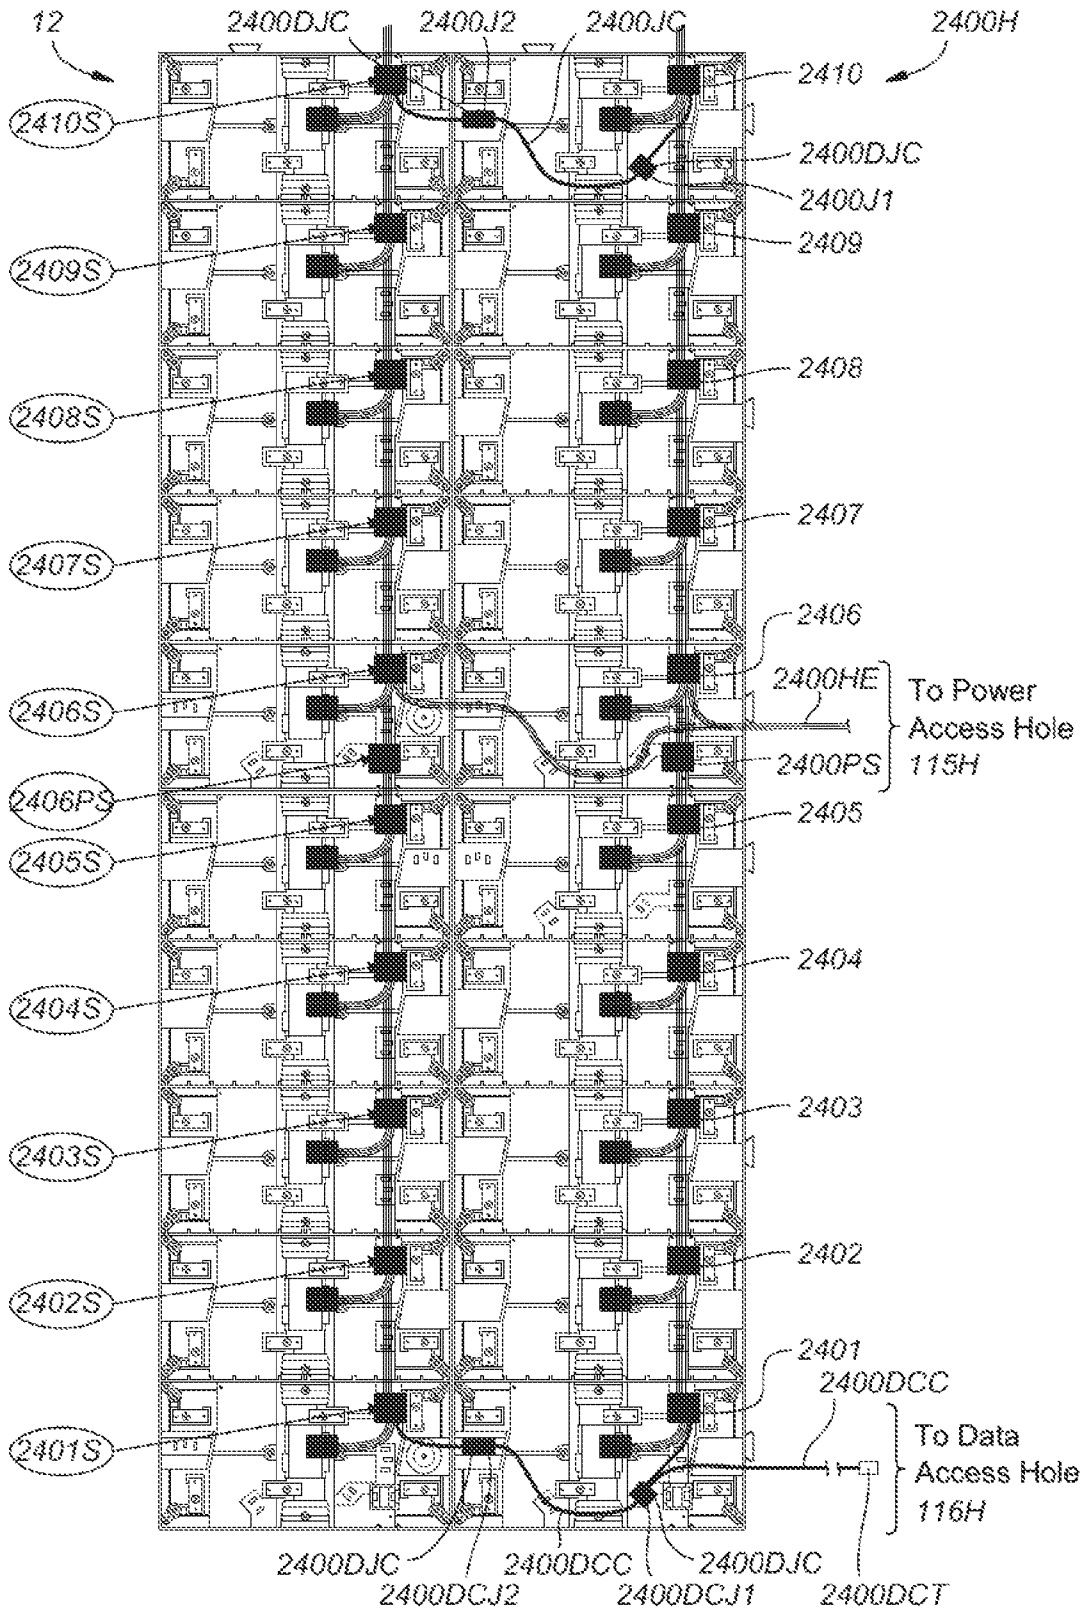 12
2400DJC
2400J2
2400JC
2400H
2410S
2410
2400DJC
2400J1
2409S
2409
2408S
2408
2407S
2407
2406S
2406
2400HE
To Power
Access Hole
115H
2400PS
2406PS
2405S
2405
2404S
2404
2403S
2403
2402S
2402
2401S
2401
2400DCC
To Data
Access Hole
116H
2400DJC
2400DCC
2400DJC
2400DCJ2
2400DCJ1
2400DCT